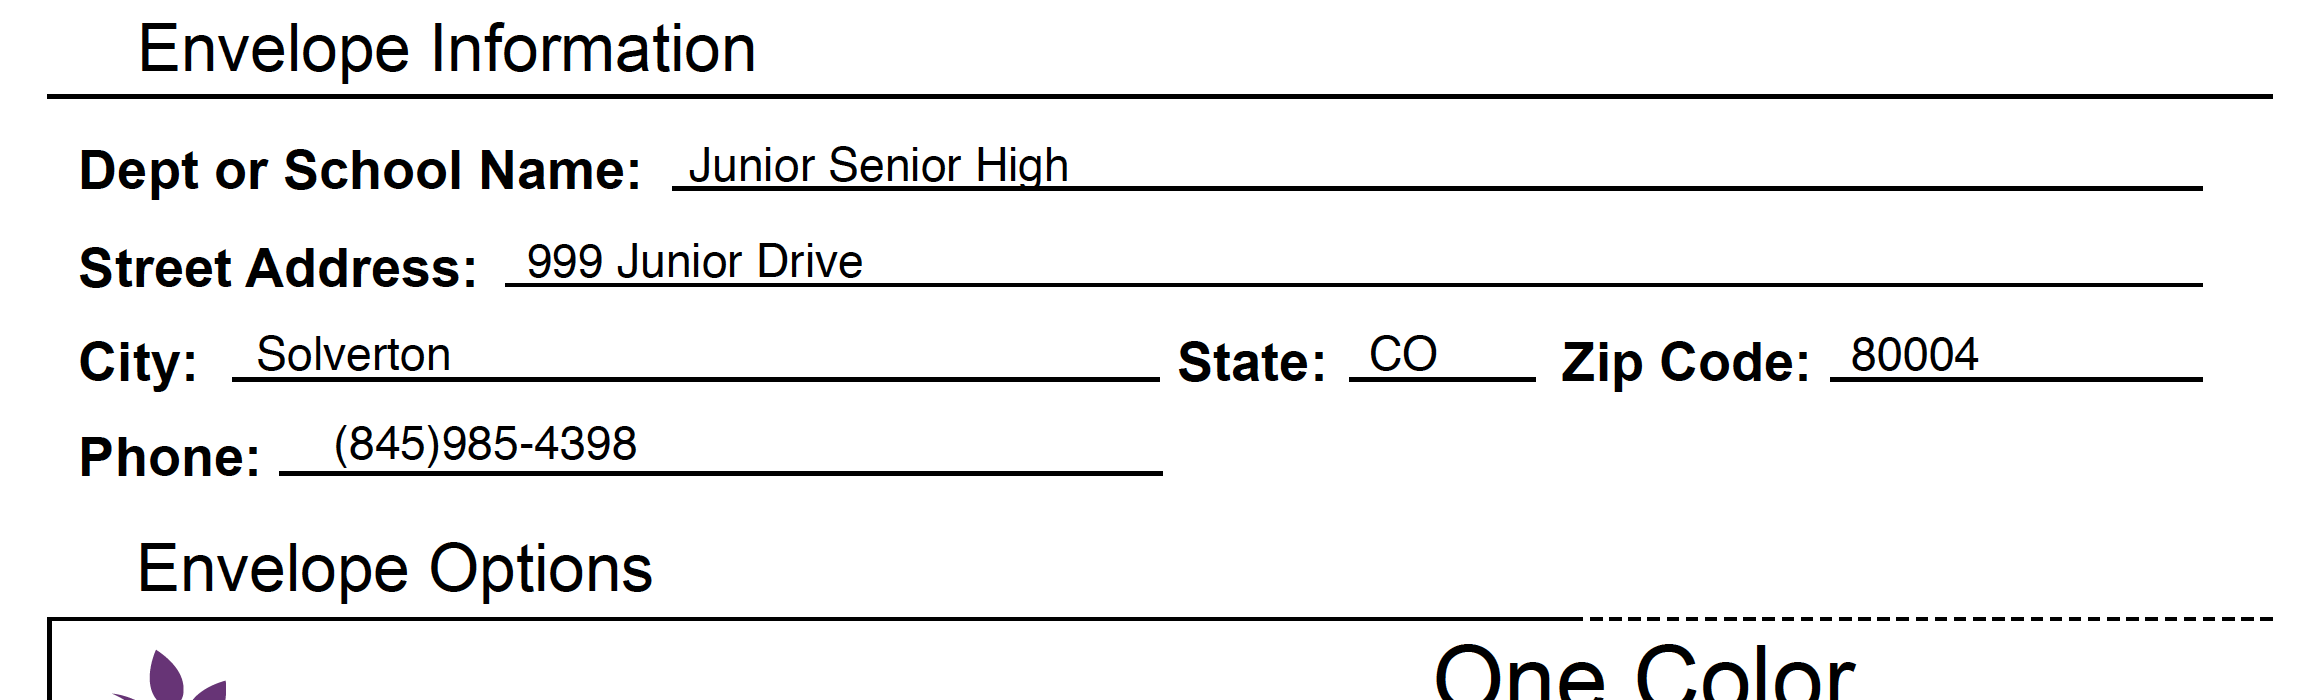 Envelope Information
Dept or School Name: Junior Senior High
Street Address: 999 Junior Drive
City: Solverton State: CO Zip Code: 80004
Phone: (845)985-4398
Envelope Options
One Color